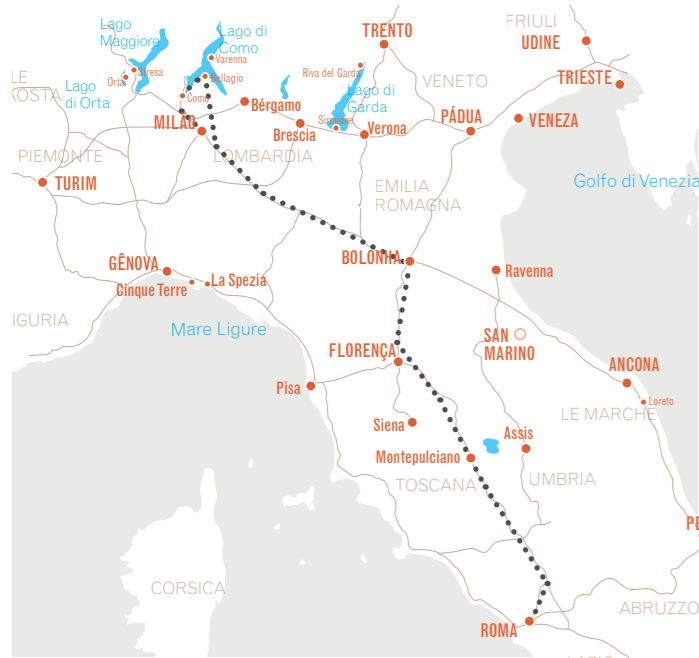 Lago
Maggiore
Lago di
Como
TRENTO
FRIULI
UDINE
Varenna
Stresa
Orta
Bellagio
Riva del Garda
VENETO
TRIESTE
LE
OSTA
Lago
di Orta
Como
Lago di
Garda
Bérgamo
MILÃO
Brescia
Sirmione
Verona
PÁDUA
VENEZA
PIEMONTE
LOMBARDIA
TURIM
EMILIA
ROMAGNA
Golfo di Venezia
BOLONHA
GÊNOVA
La Spezia
Cinque Terre
Ravenna
IGURIA
Mare Ligure
SAN
MARINO
FLORENÇA
ANCONA
Pisa
Loreto
LE MARCHE
Siena
Assis
Montepulciano
TOSCANA
UMBRIA
PE
CORSICA
ABRUZZO
ROMA